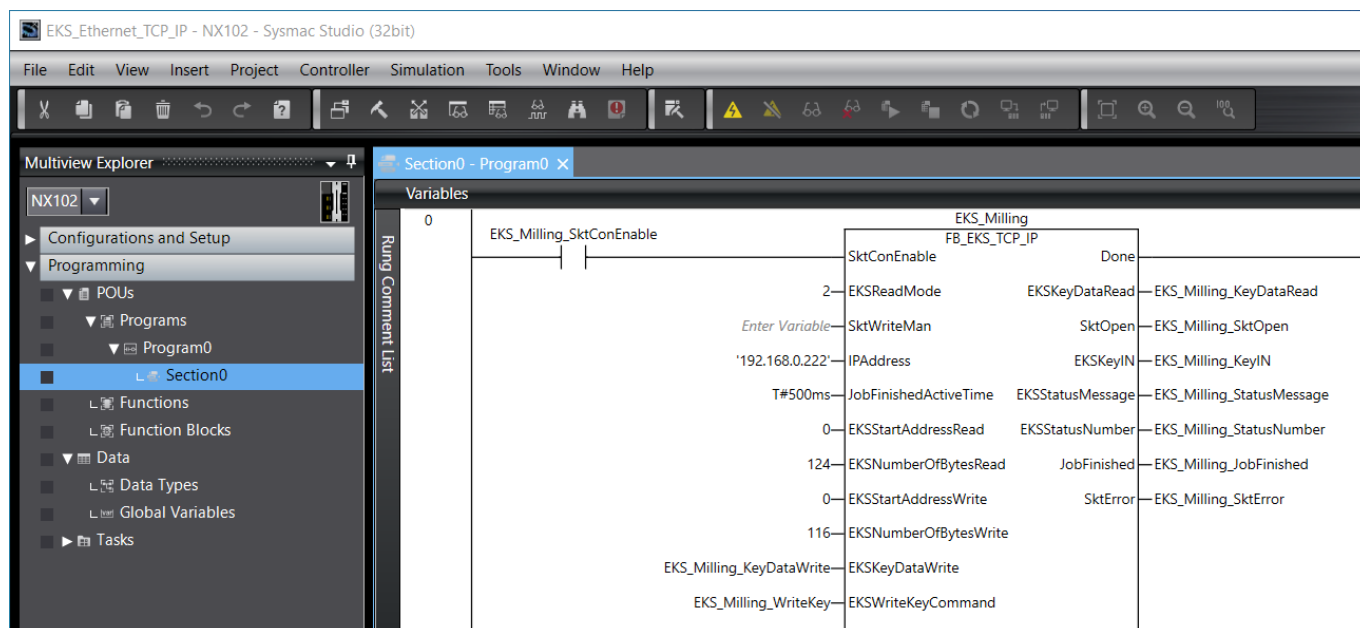 EKS_Ethernet_TCP_IP - NX102 - Sysmac Studio (32bit)
File Edit View Insert Project Controller Simulation Tools Window Help
Multiview Explorer
NX102
Configurations and Setup
Programming
POUs
Programs
Program0
Section0
Functions
Function Blocks
Data
Data Types
Global Variables
Tasks
Section0 - Program0
Variables
Rung Comment List
0
EKS_Milling_SktConEnable
EKS_Milling
FB_EKS_TCP_IP
SktConEnable Done
2 EKSReadMode EKSKeyDataRead EKS_Milling_KeyDataRead
Enter Variable SktWriteMan SktOpen EKS_Milling_SktOpen
'192.168.0.222' IPAddress EKSKeyIN EKS_Milling_KeyIN
T#500ms JobFinishedActiveTime EKSStatusMessage EKS_Milling_StatusMessage
0 EKSStartAddressRead EKSStatusNumber EKS_Milling_StatusNumber
124 EKSNumberOfBytesRead JobFinished EKS_Milling_JobFinished
0 EKSStartAddressWrite SktError EKS_Milling_SktError
116 EKSNumberOfBytesWrite
EKS_Milling_KeyDataWrite EKSKeyDataWrite
EKS_Milling_WriteKey EKSWriteKeyCommand